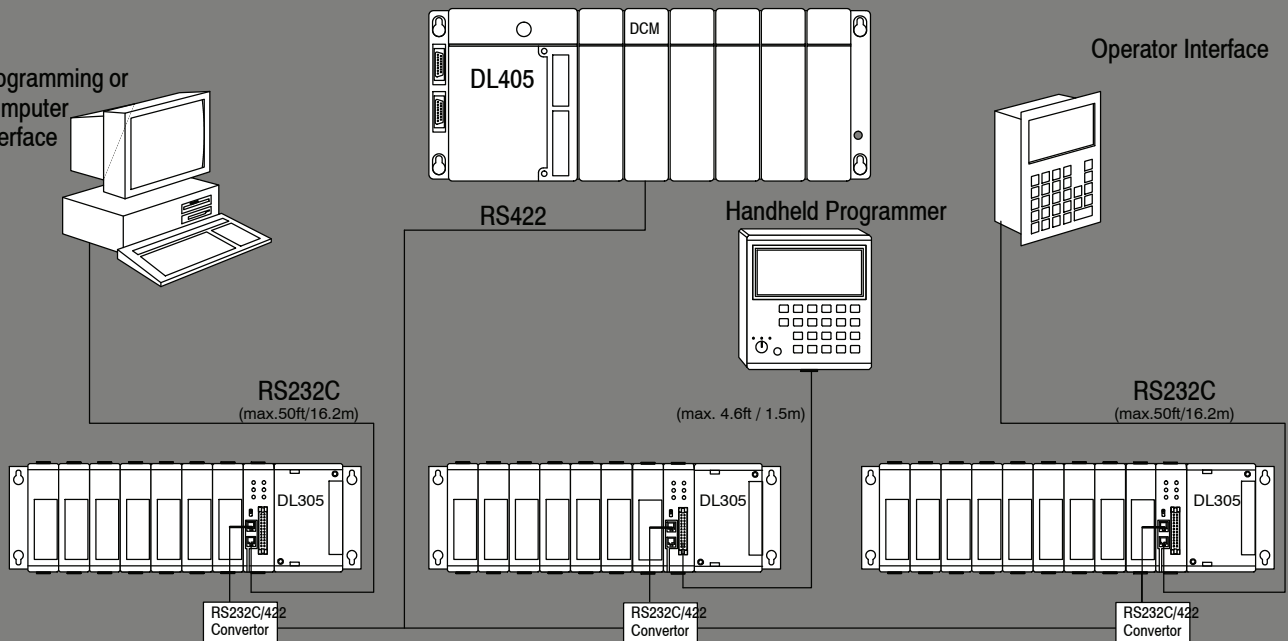 DCM
DL405
Operator Interface
ogramming or
mputer
erface
RS422
Handheld Programmer
RS232C
(max.50ft/16.2m)
(max. 4.6ft / 1.5m)
RS232C
(max.50ft/16.2m)
DL305
DL305
DL305
RS232C/422
Convertor
RS232C/422
Convertor
RS232C/422
Convertor